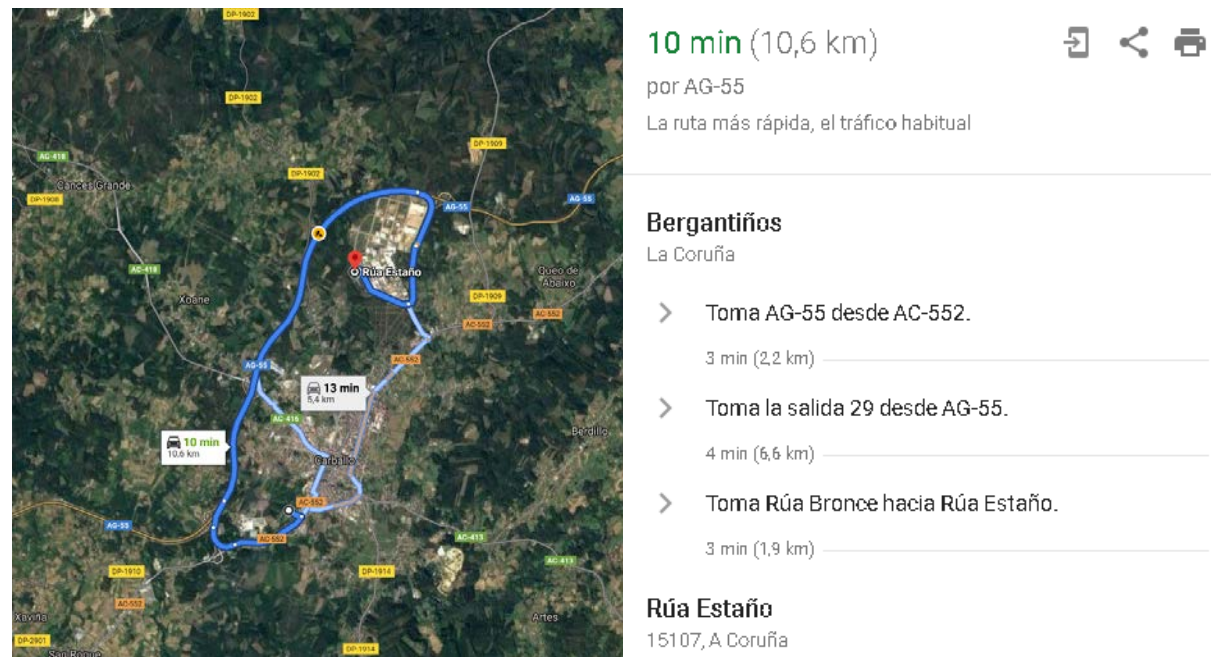 DP-1902
DP-1902
DP-1909
AC-418
DP-1902
Cances Grande
DP-1908
AG-55
AG-55
Rúa Estaño
AC-418
Queo de
Abaixo
Xoane
DP-1909
AC-552
AC-552
AC-552
AG-55
13 min
5,4 km
AC-416
Berdillo
10 min
10,6 km
Carballo
AC-552
AG-55
AC-552
AC-413
AC-413
DP-1910
DP-1914
AC-552
Xaviña
Artes
DP-2901
San Roque
DP-1914
10 min (10,6 km)
por AG-55
La ruta más rápida, el tráfico habitual
Bergantiños
La Coruña
Toma AG-55 desde AC-552.
3 min (2,2 km)
Toma la salida 29 desde AG-55.
4 min (6,6 km)
Toma Rúa Bronce hacia Rúa Estaño.
3 min (1,9 km)
Rúa Estaño
15107, A Coruña